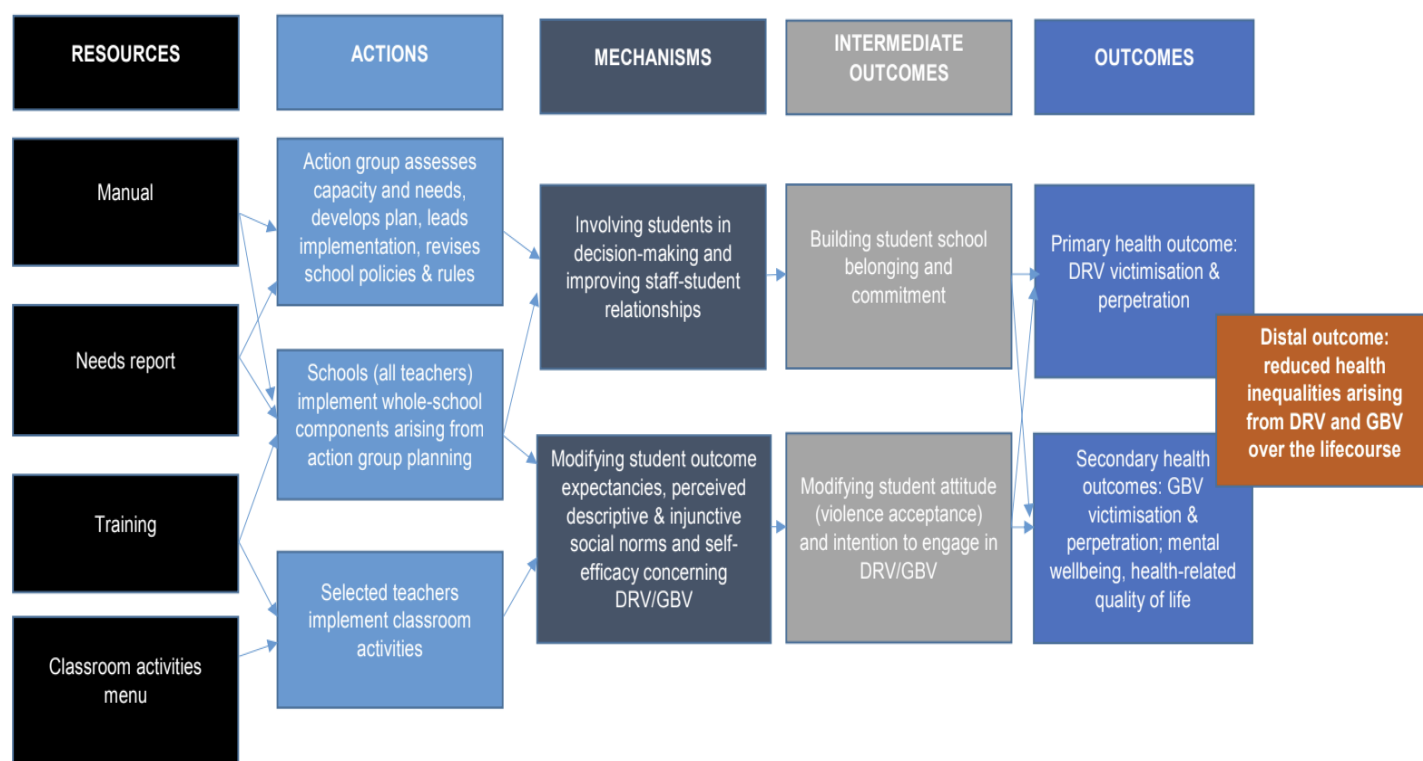 RESOURCES
ACTIONS
MECHANISMS
INTERMEDIATE
OUTCOMES
OUTCOMES
Manual
Needs report
Training
Classroom activities
menu
Action group assesses
capacity and needs,
develops plan, leads
implementation, revises
school policies & rules
Schools (all teachers)
implement whole-school
components arising from
action group planning
Selected teachers
implement classroom
activities
Involving students in
decision-making and
improving staff-student
relationships
Modifying student outcome
expectancies, perceived
descriptive & injunctive
social norms and self-
efficacy concerning
DRV/GBV
Building student school
belonging and
commitment
Modifying student attitude
(violence acceptance)
and intention to engage in
DRV/GBV
Primary health outcome:
DRV victimisation &
perpetration
Secondary health
outcomes: GBV
victimisation &
perpetration; mental
wellbeing, health-related
quality of life
Distal outcome:
reduced health
inequalities arising
from DRV and GBV
over the lifecourse